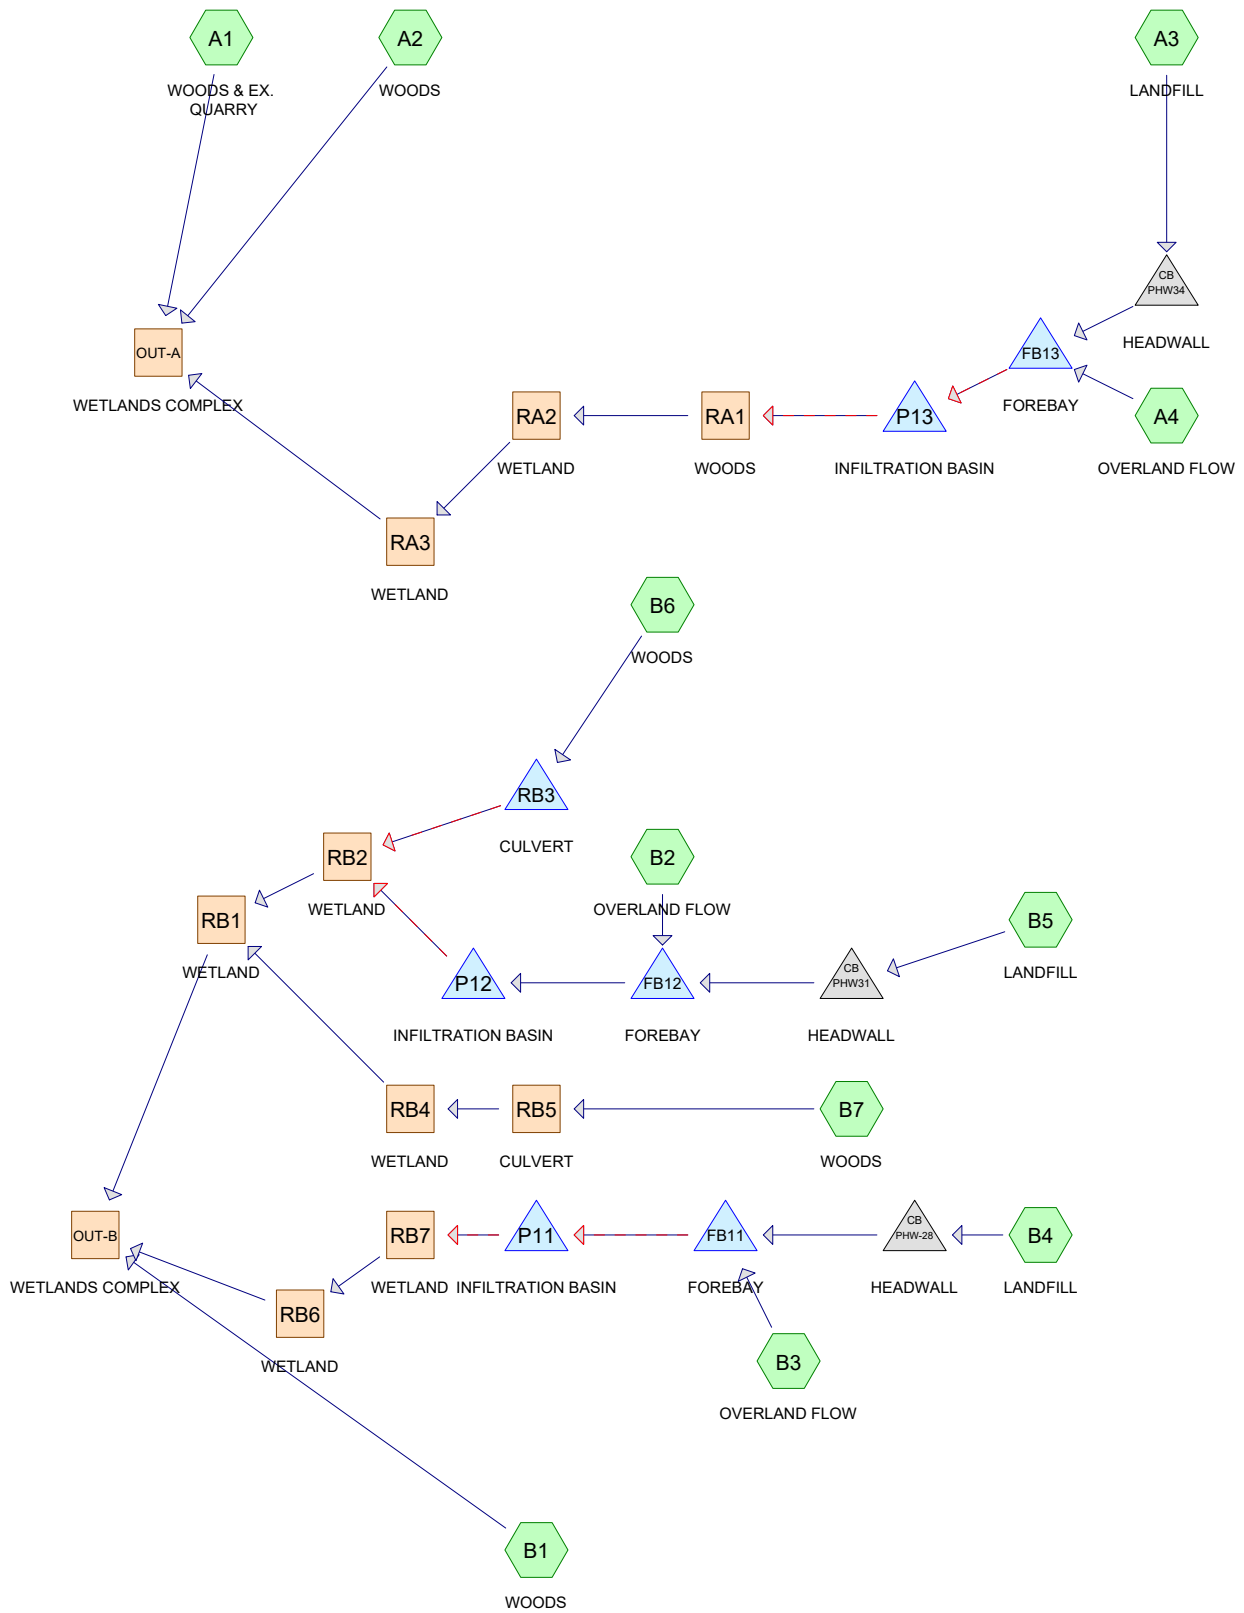 A1
WOODS & EX.
QUARRY
A2
WOODS
A3
LANDFILL
CB
PHW34
HEADWALL
OUT-A
WETLANDS COMPLEX
FB13
FOREBAY
A4
OVERLAND FLOW
RA2
WETLAND
RA1
WOODS
P13
INFILTRATION BASIN
RA3
WETLAND
B6
WOODS
RB3
CULVERT
RB2
WETLAND
B2
OVERLAND FLOW
RB1
WETLAND
B5
LANDFILL
P12
INFILTRATION BASIN
FB12
FOREBAY
CB
PHW31
HEADWALL
RB4
WETLAND
RB5
CULVERT
B7
WOODS
OUT-B
WETLANDS COMPLEX
RB7
WETLAND
P11
INFILTRATION BASIN
FB11
FOREBAY
CB
PHW-28
HEADWALL
B4
LANDFILL
RB6
WETLAND
B3
OVERLAND FLOW
B1
WOODS